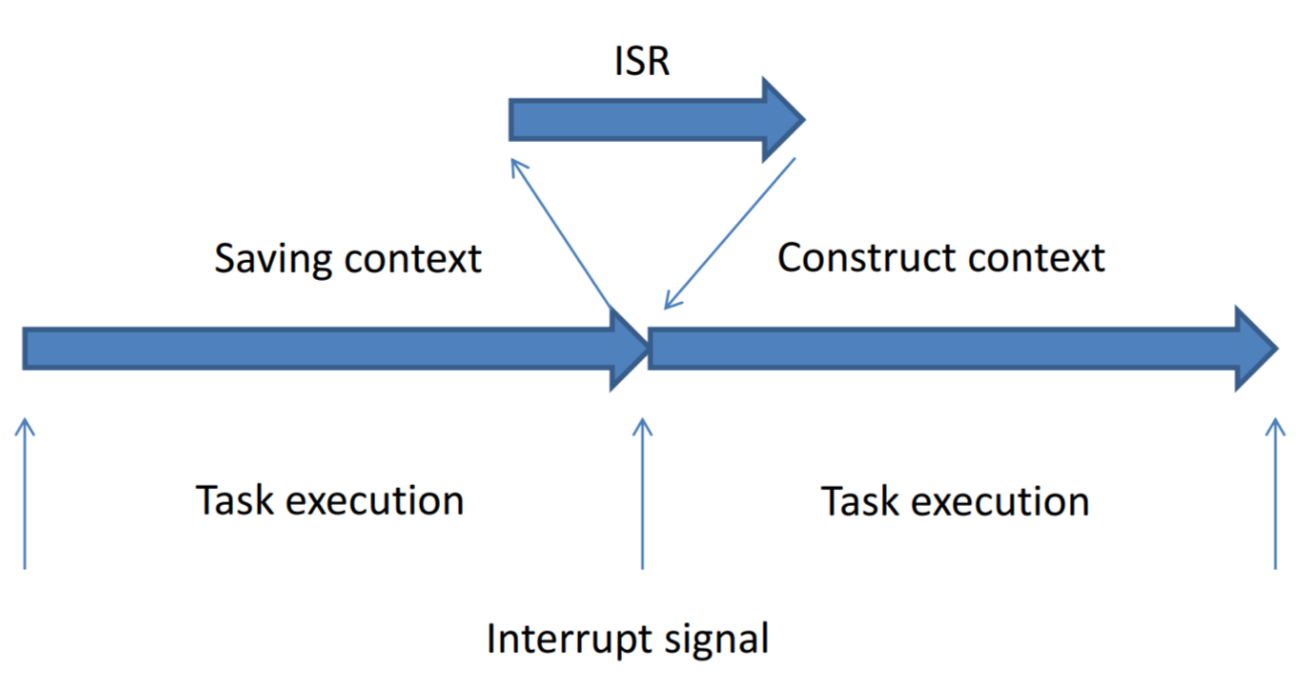 ISR
Saving context
Construct context
Task execution
Task execution
Interrupt signal